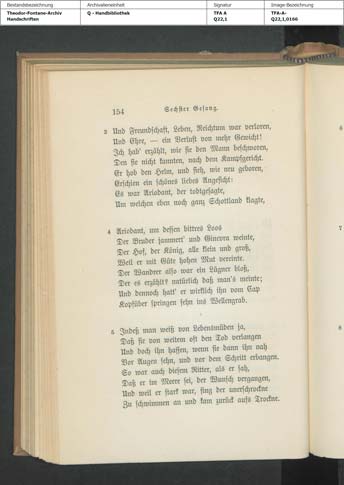 Bestandsbezeichnung
Archivalieneinheit
Signatur
Image-Bezeichnung
Theodor-Fontane-Archiv
Handschriften
Q - Handbibliothek
TFA A
Q22,1
TFA-A-
Q22,1,0166
154 Sechster Gesang.
3 Und Freundschaft, Leben, Reichtum war verloren,
Und Ehre, — ein Verlust von mehr Gewicht!
Ich hab' erzählt, wie sie den Mann beschworen,
Den sie nicht kannten, nach dem Kampfgericht.
Er hob den Helm, und sieh, wie neu geboren,
Erschien ein schönes liebes Angesicht:
Es war Ariodant, der totgesagte,
Um welchen eben noch ganz Schottland klagte,
4 Ariodant, um dessen bittres Loos
Der Bruder jammert' und Ginevra weinte,
Der Hof, der König, alle klein und groß,
Weil er mit Güte hohen Mut vereinte.
Der Wandrer also war ein Lügner bloß,
Der es erzählt? natürlich daß man's meinte;
Und dennoch hatt' er wirklich ihn vom Cap
Kopfüber springen sehn ins Wellengrab.
5 Indeß man weiß von Lebensmüden ja,
Daß sie von weitem oft den Tod verlangen
Und doch ihn hassen, wenn sie dann ihn nah
Vor Augen sehn, und vor dem Schritt erbangen.
So war auch diesem Ritter, als er sah,
Daß er im Meere sei, der Wunsch vergangen,
Und weil er stark war, fing der unerschrockne
Zu schwimmen an und kam zurück aufs Trockne.
6
7
8